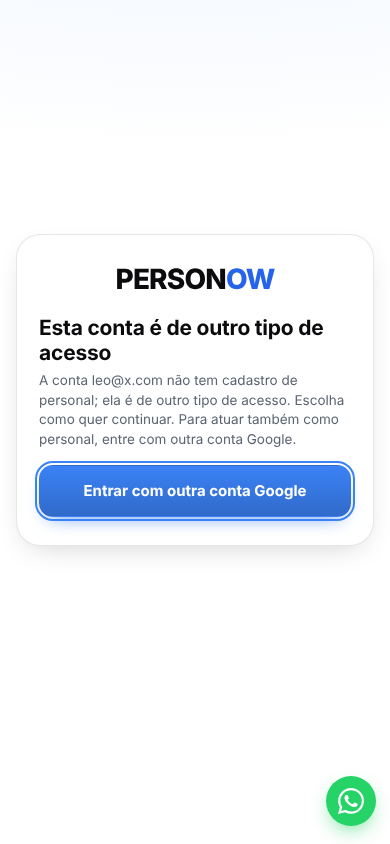 PERSONOW
Esta conta é de outro tipo de
acesso
A conta leo@x.com não tem cadastro de
personal; ela é de outro tipo de acesso. Escolha
como quer continuar. Para atuar também como
personal, entre com outra conta Google.
Entrar com outra conta Google